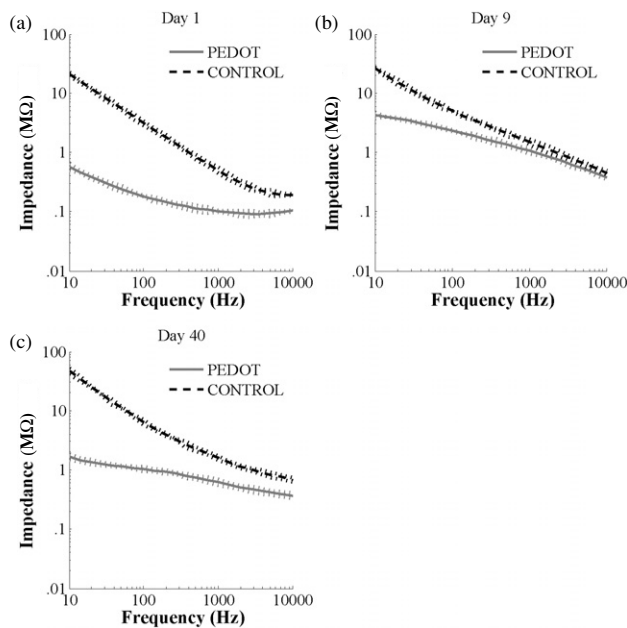 (a)
Day 1
PEDOT
CONTROL
100
10
1
.1
.01
Impedance (MΩ)
10 100 1000 10000
Frequency (Hz)
(b)
Day 9
PEDOT
CONTROL
100
10
1
.1
.01
Impedance (MΩ)
10 100 1000 10000
Frequency (Hz)
(c)
Day 40
PEDOT
CONTROL
100
10
1
.1
.01
Impedance (MΩ)
10 100 1000 10000
Frequency (Hz)